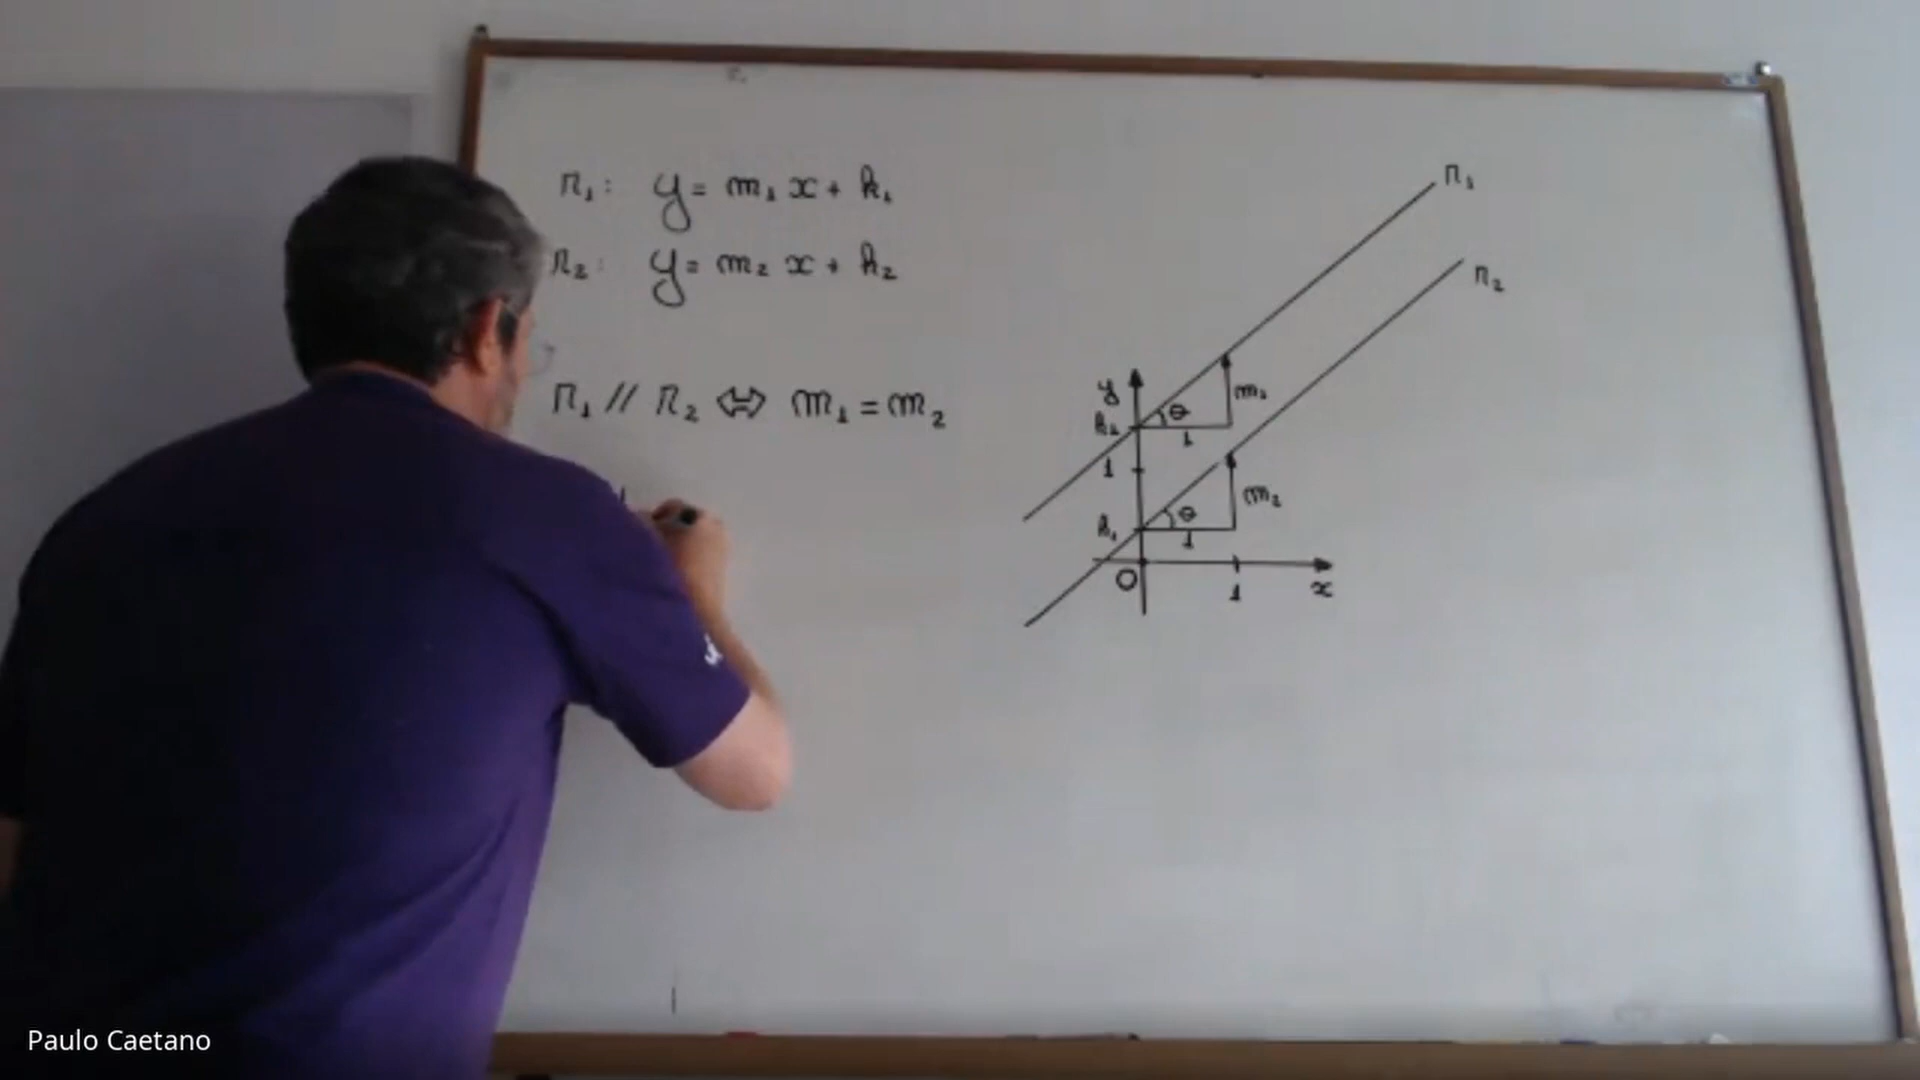 r₁: y = m₁ x + k₁
r₂: y = m₂ x + k₂
r₁ // r₂ ⇔ m₁ = m₂
r₁
r₂
y
k₂
θ
1
m₁
1
k₁
θ
1
m₂
O
1
x
Paulo Caetano